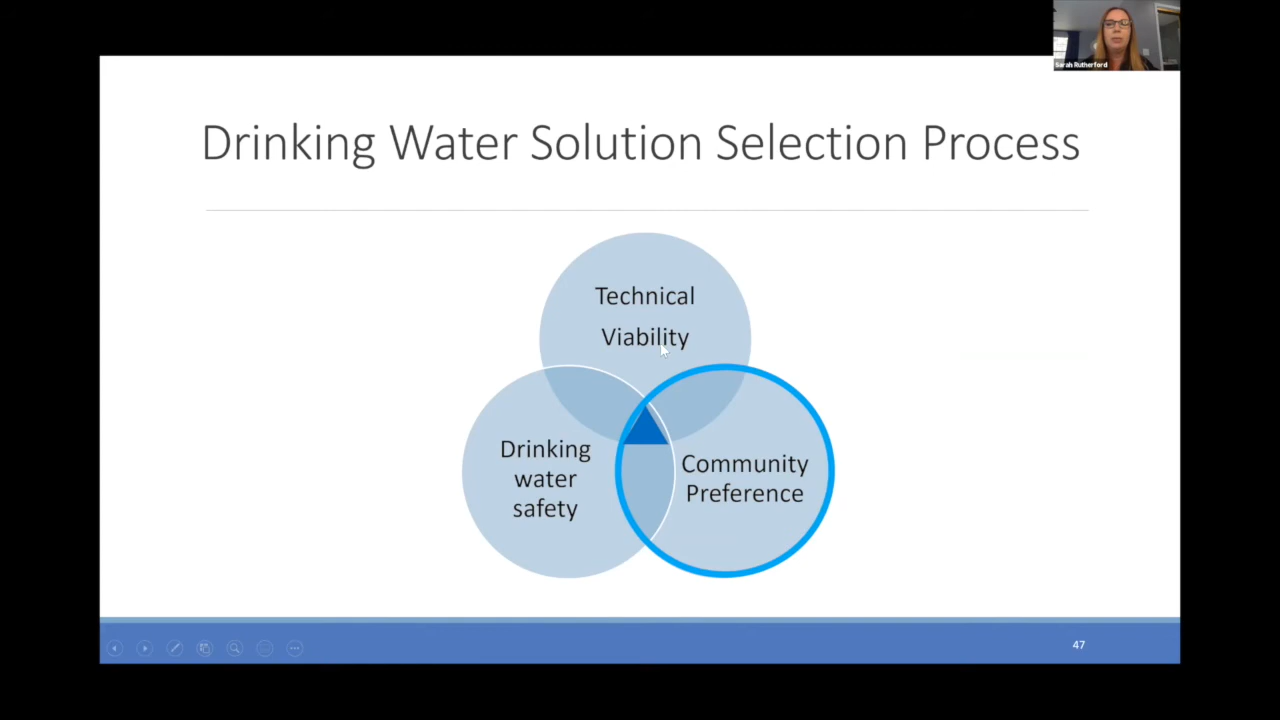 Sarah Rutherford
Drinking Water Solution Selection Process
Technical
Viability
Drinking
water
safety
Community
Preference
47